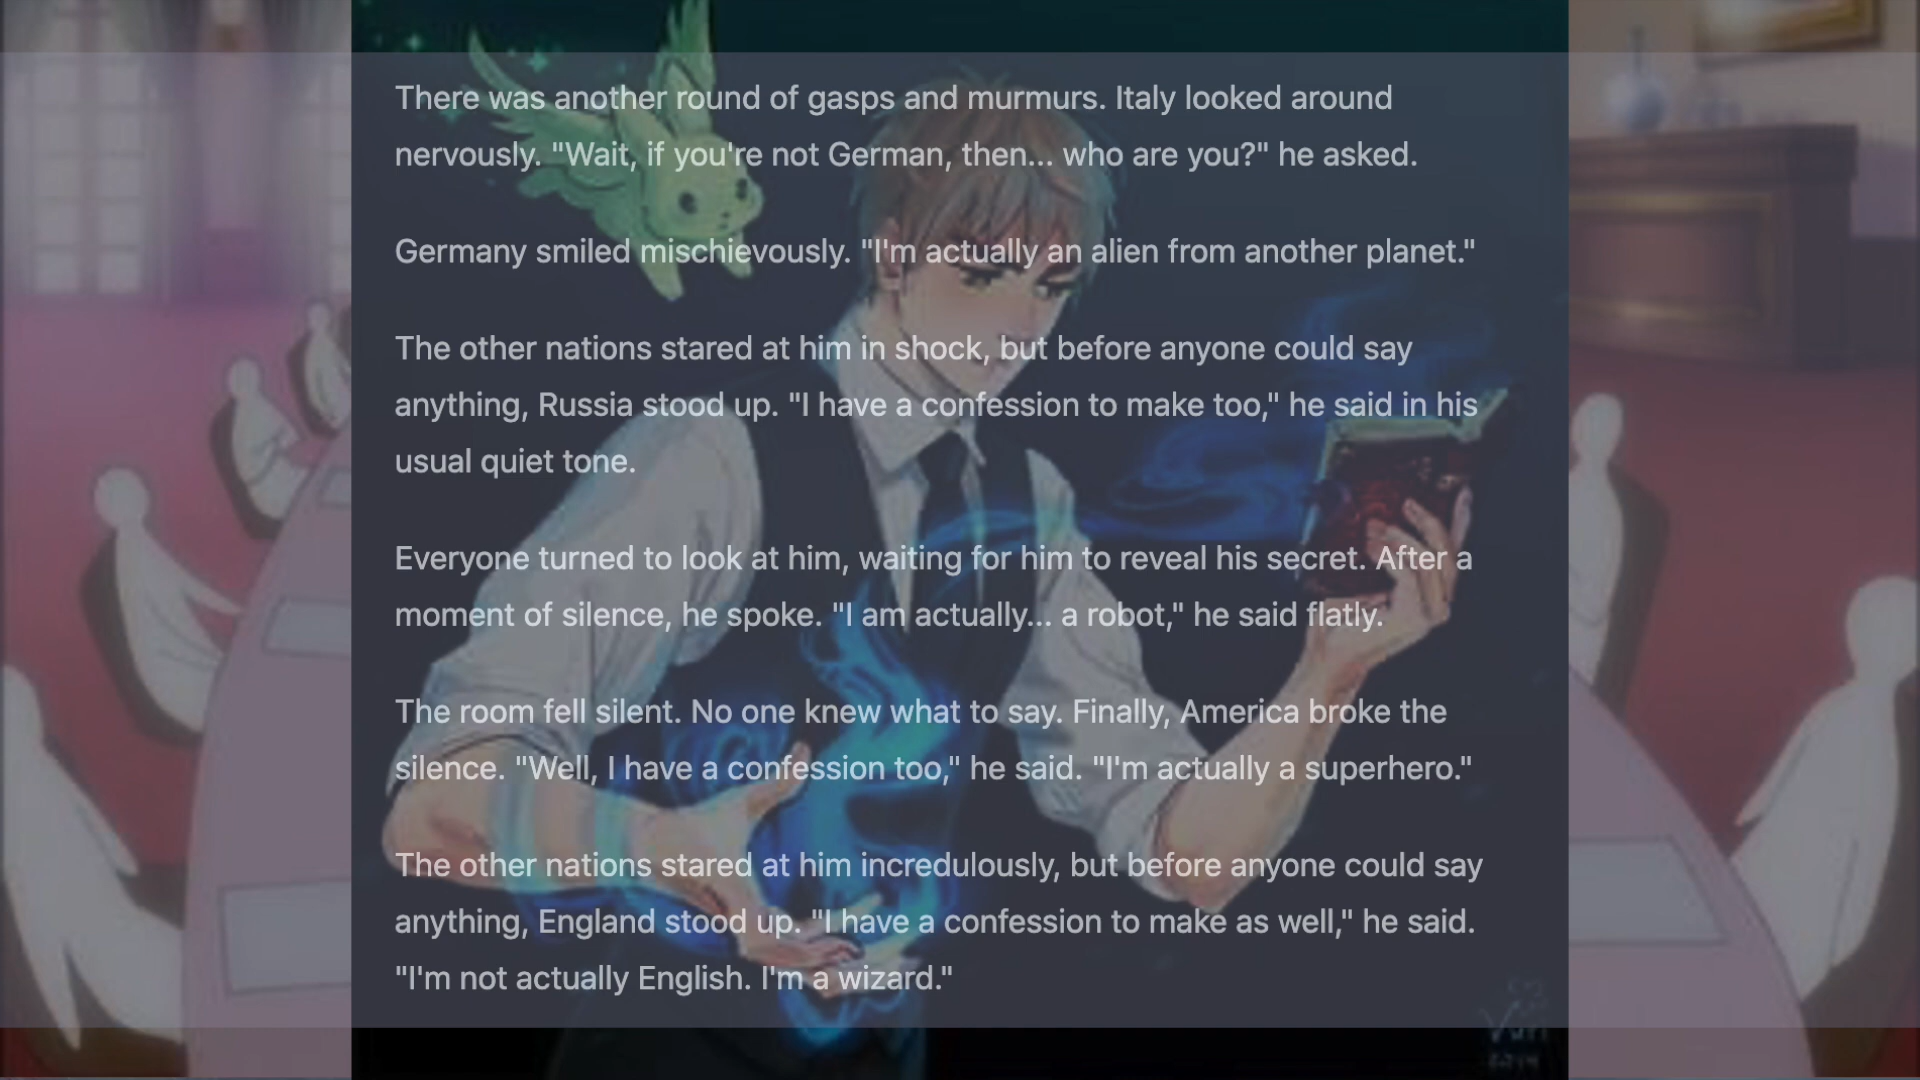 There was another round of gasps and murmurs. Italy looked around
nervously. "Wait, if you're not German, then... who are you?" he asked.
Germany smiled mischievously. "I'm actually an alien from another planet."
The other nations stared at him in shock, but before anyone could say
anything, Russia stood up. "I have a confession to make too," he said in his
usual quiet tone.
Everyone turned to look at him, waiting for him to reveal his secret. After a
moment of silence, he spoke. "I am actually... a robot," he said flatly.
The room fell silent. No one knew what to say. Finally, America broke the
silence. "Well, I have a confession too," he said. "I'm actually a superhero."
The other nations stared at him incredulously, but before anyone could say
anything, England stood up. "I have a confession to make as well," he said.
"I'm not actually English. I'm a wizard."